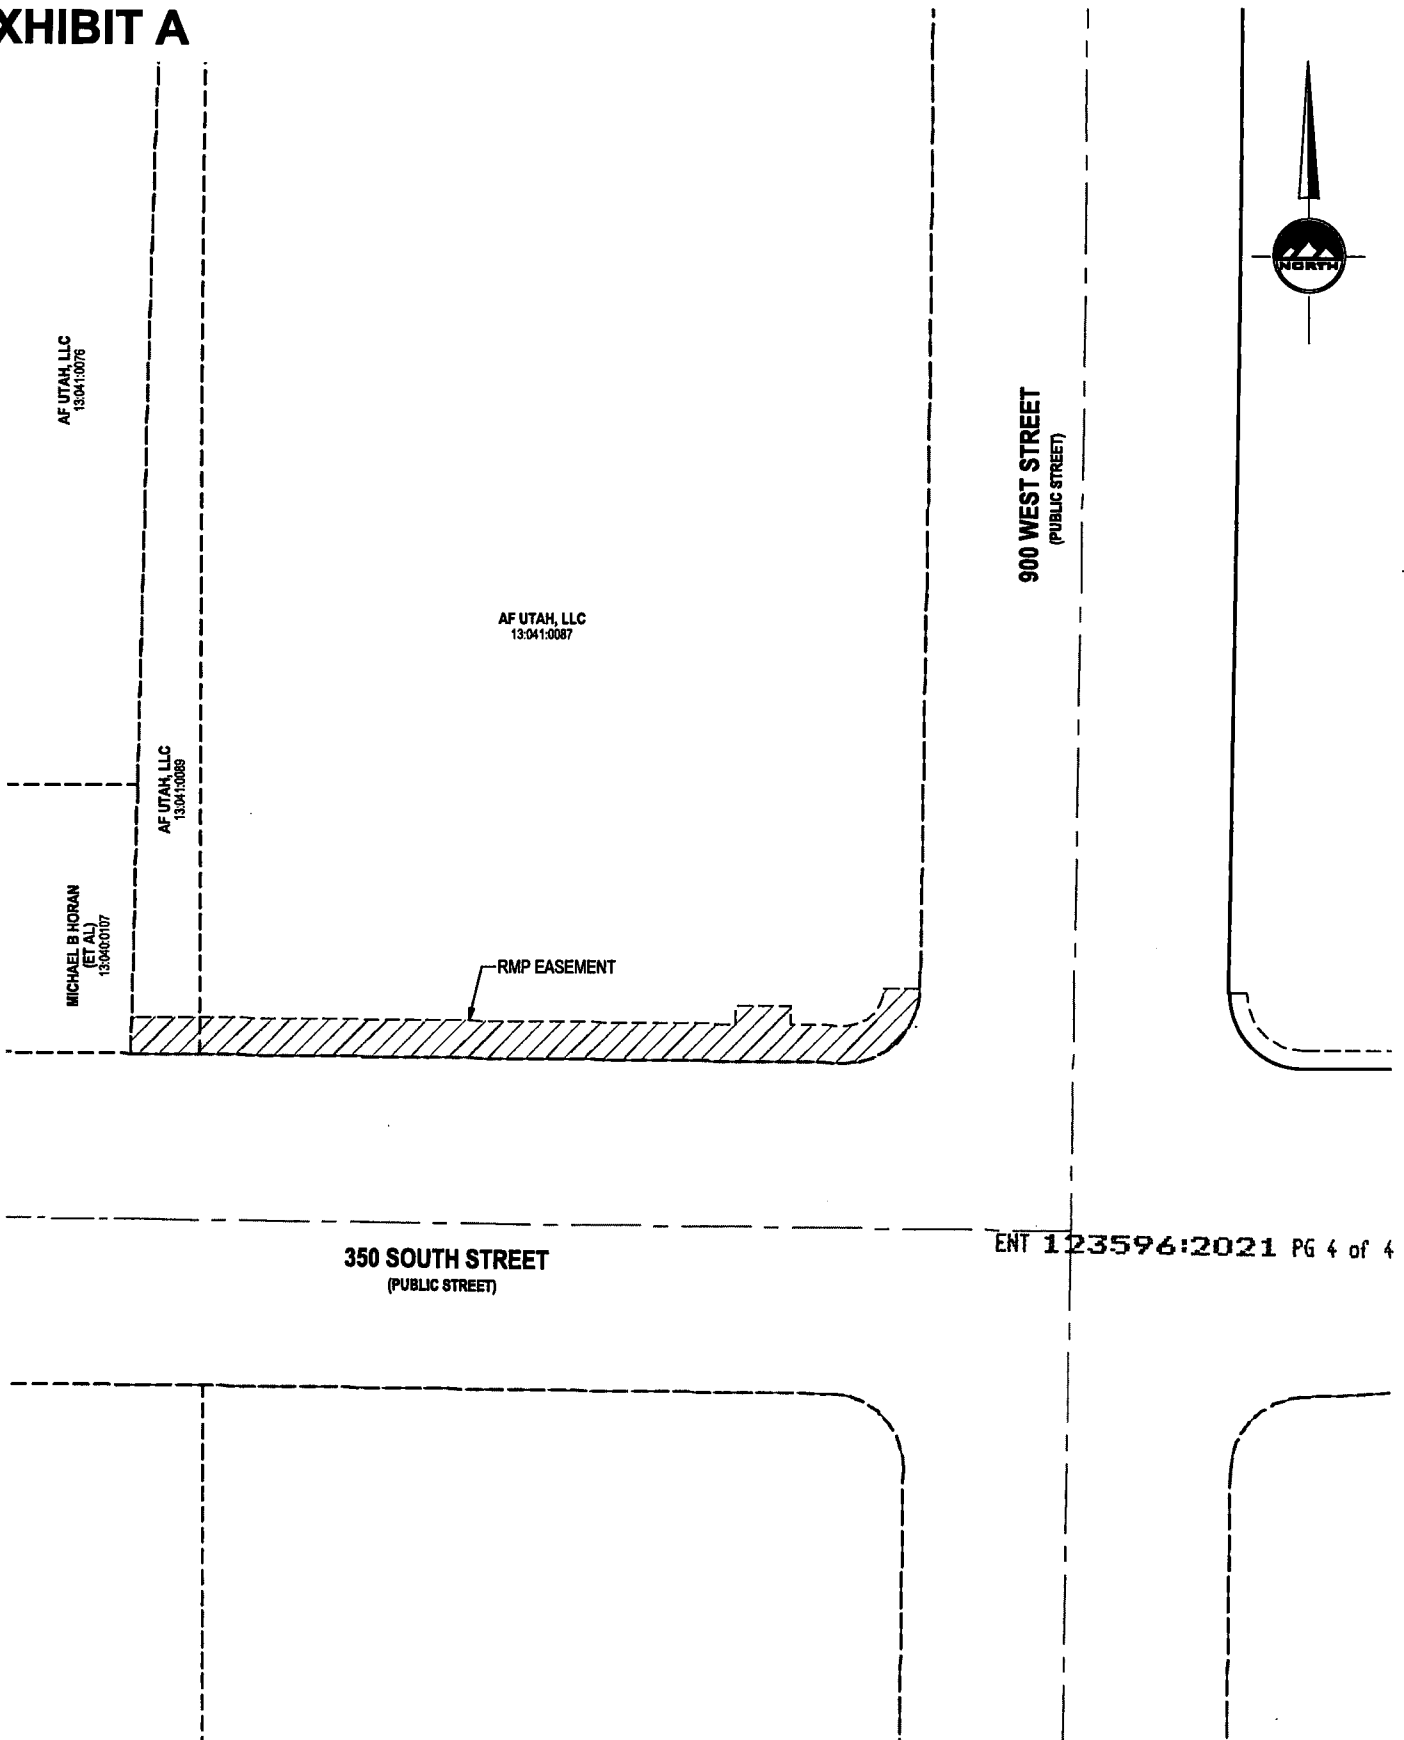 XHIBIT A
NORTH
AF UTAH, LLC
13:041:0076
900 WEST STREET
(PUBLIC STREET)
AF UTAH, LLC
13:041:0087
AF UTAH, LLC
13:041:0089
MICHAEL B HORAN
(ET AL)
13:040:0107
RMP EASEMENT
350 SOUTH STREET
(PUBLIC STREET)
ENT 123596:2021 PG 4 of 4